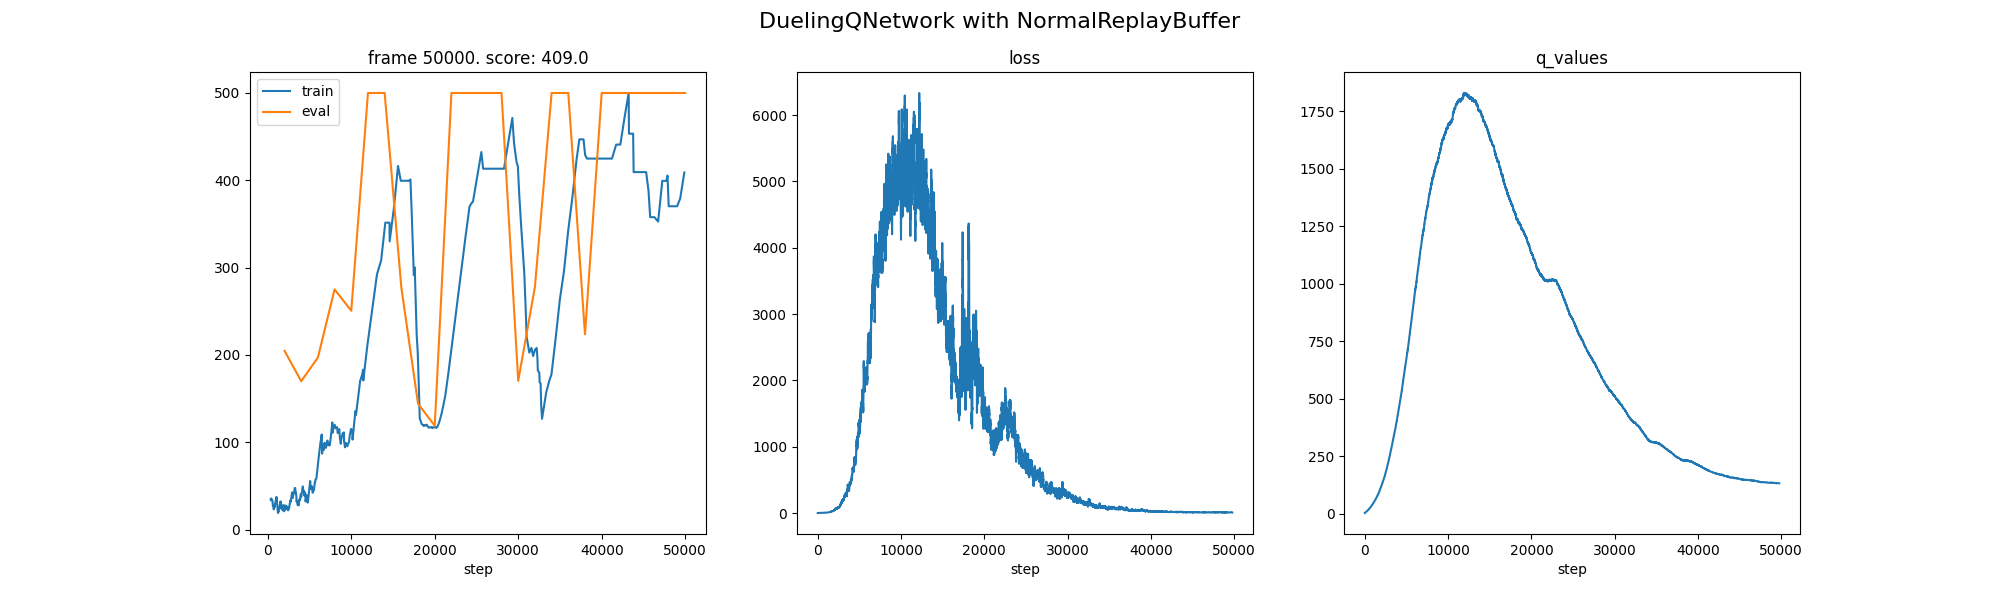 DuelingQNetwork with NormalReplayBuffer
frame 50000. score: 409.0
train
eval
500
400
300
200
100
0
0 10000 20000 30000 40000 50000
step
loss
6000
5000
4000
3000
2000
1000
0
0 10000 20000 30000 40000 50000
step
q_values
1750
1500
1250
1000
750
500
250
0
0 10000 20000 30000 40000 50000
step